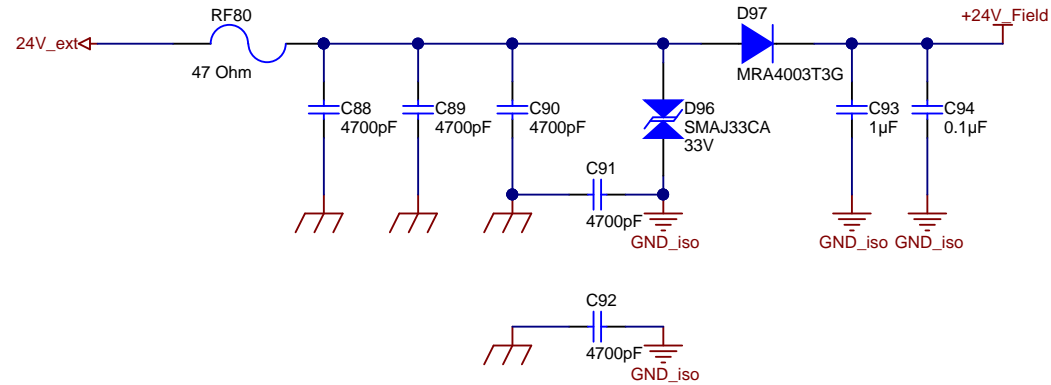 RF80
D97
+24V_Field
24V_ext
47 Ohm
MRA4003T3G
C88
4700pF
C89
4700pF
C90
4700pF
D96
SMAJ33CA
33V
C93
1µF
C94
0.1µF
C91
4700pF
GND_iso
GND_iso
GND_iso
C92
4700pF
GND_iso